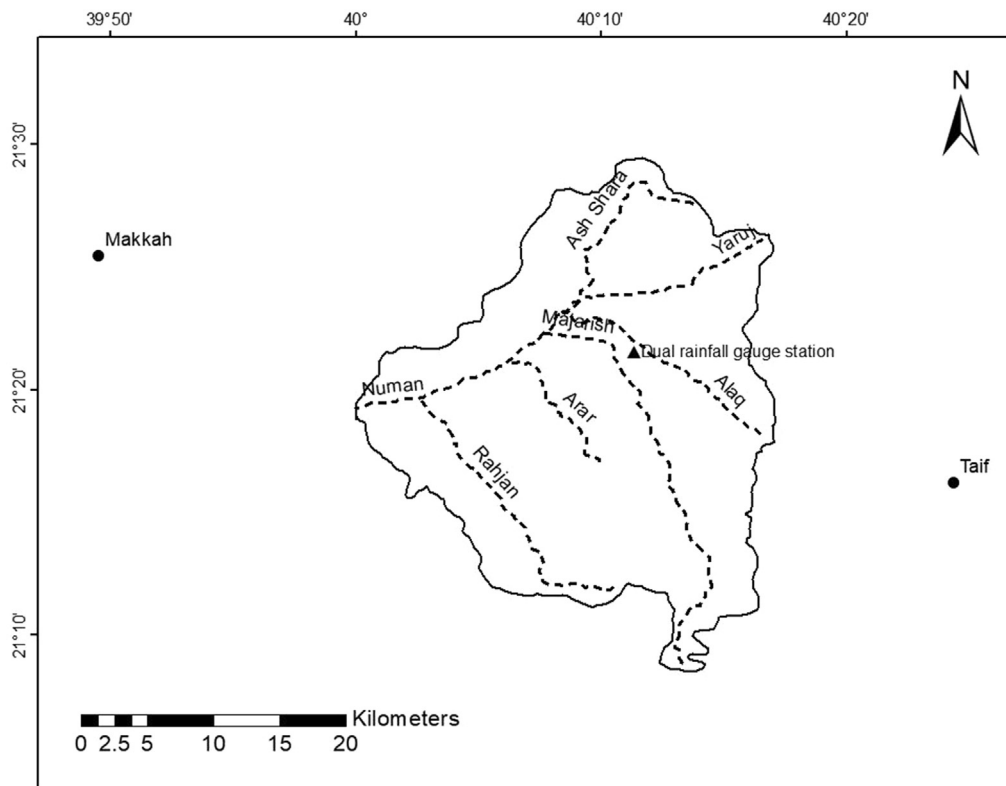 39°50'
40°
40°10'
40°20'
N
21°30'
Ash Shara
Makkah
Yaruj
Majarish
Dual rainfall gauge station
21°20'
Numan
Alaq
Arar
Rahjan
Taif
21°10'
Kilometers
0 2.5 5 10 15 20